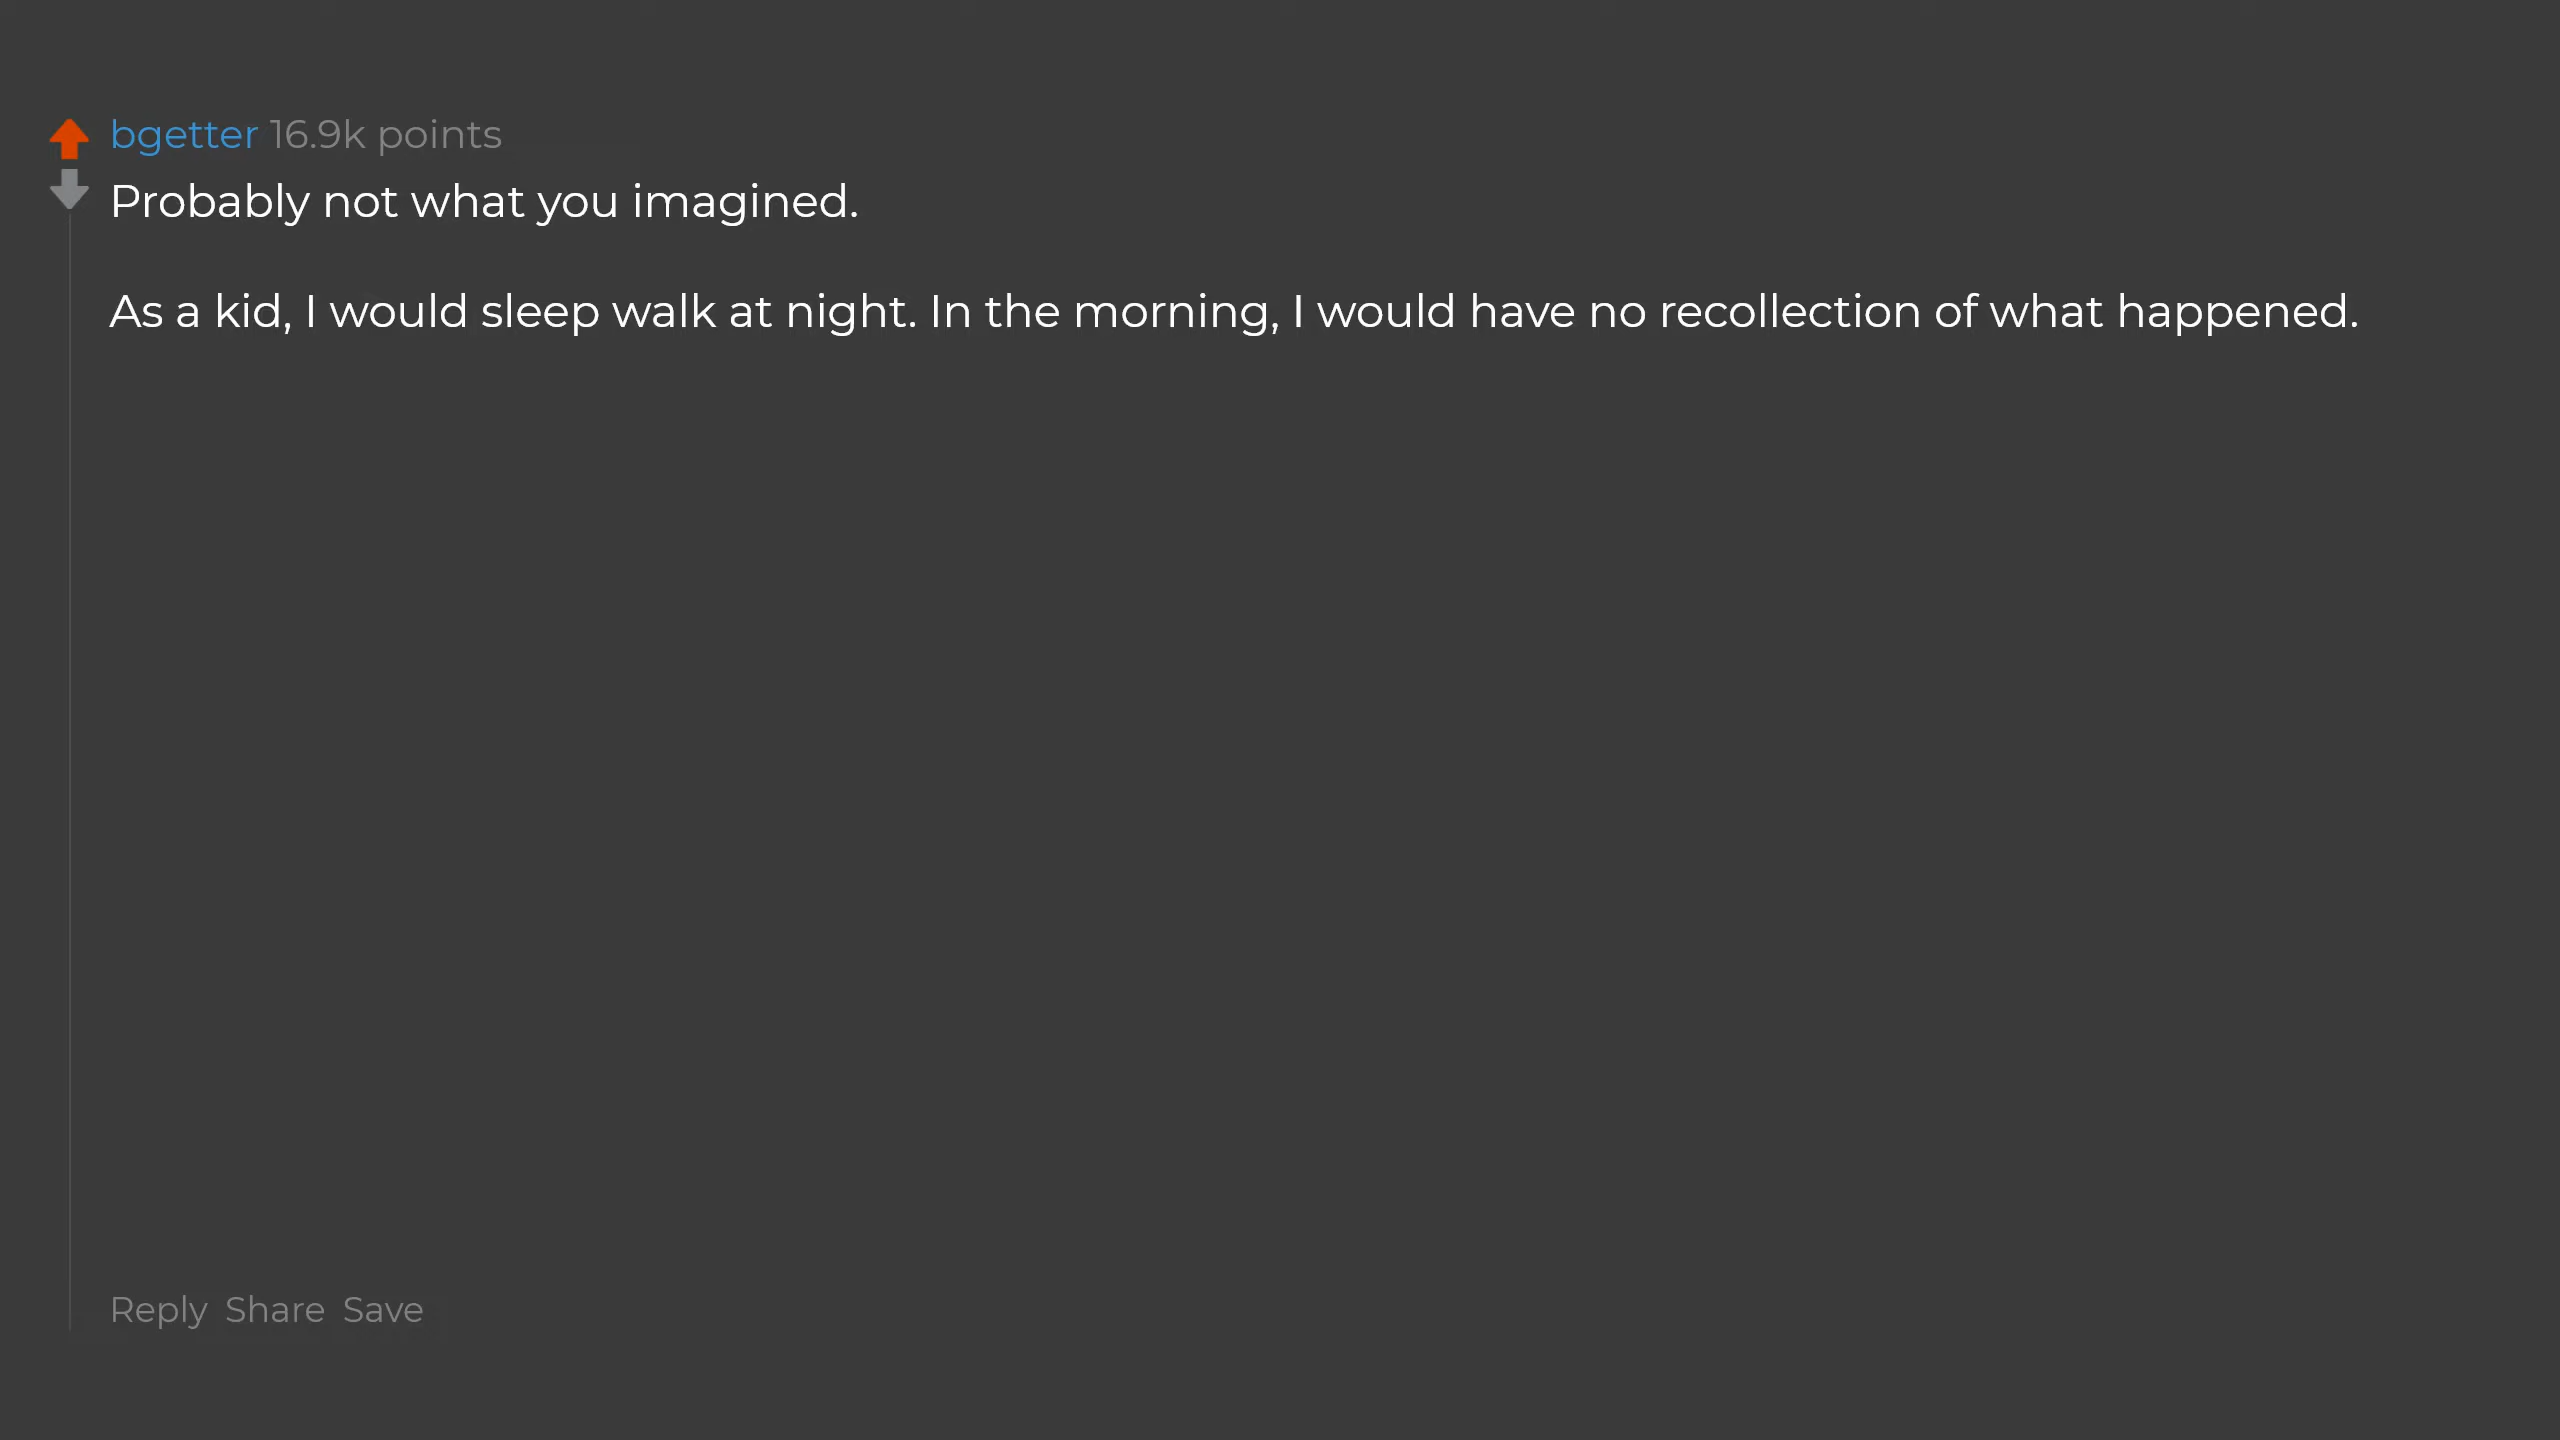 bgetter 16.9k points
Probably not what you imagined.
As a kid, I would sleep walk at night. In the morning, I would have no recollection of what happened.
Reply Share Save